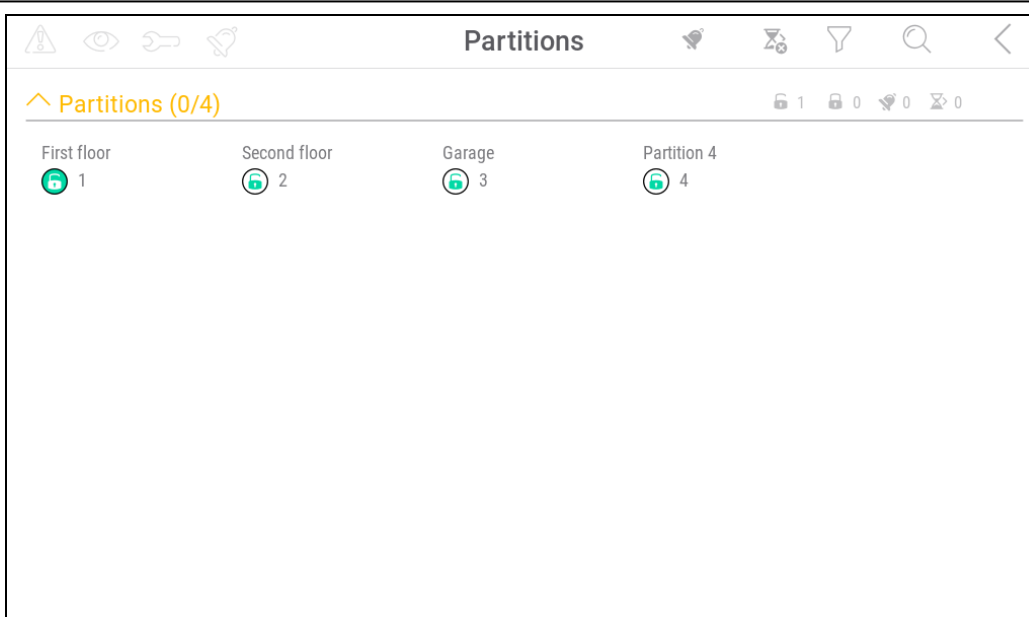 Partitions
Partitions (0/4) 1 0 0 0
First floor Second floor Garage Partition 4
1 2 3 4